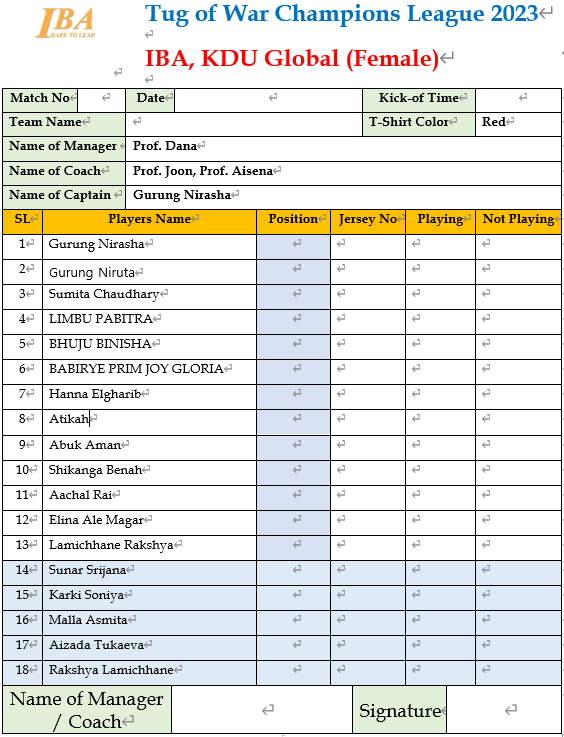 IBA
DARE TO LEAD
Tug of War Champions League 2023
IBA, KDU Global (Female)
Match No Date Kick-of Time
Team Name T-Shirt Color Red
Name of Manager Prof. Dana
Name of Coach Prof. Joon, Prof. Aisena
Name of Captain Gurung Nirasha
SL Players Name Position Jersey No Playing Not Playing
1 Gurung Nirasha
2 Gurung Niruta
3 Sumita Chaudhary
4 LIMBU PABITRA
5 BHUJU BINISHA
6 BABIRYE PRIM JOY GLORIA
7 Hanna Elgharib
8 Atikah
9 Abuk Aman
10 Shikanga Benah
11 Aachal Rai
12 Elina Ale Magar
13 Lamichhane Rakshya
14 Sunar Srijana
15 Karki Soniya
16 Malla Asmita
17 Aizada Tukaeva
18 Rakshya Lamichhane
Name of Manager
/ Coach
Signature